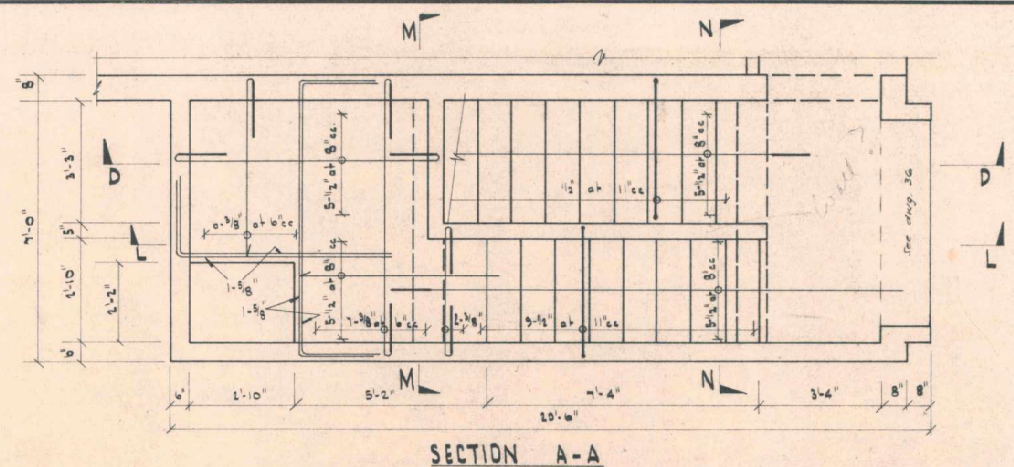 M
N
8"
7'-0"
3'-3"
5"
2'-10"
2'-2"
6"
D
D
L
L
5-1/2" at 8"cc.
5-1/2" at 8"cc
1/2" at 11"cc
3/8" at 6"cc
1-5/8"
1-5/8"
5-1/2" at 8"cc
7-3/8" at 6"cc
2-3/8"
9-1/2" at 11"cc
5-1/2" at 8"cc
See dwg. 36
M
N
6"
2'-10"
5'-2"
7'-4"
3'-4"
8"
8"
20'-6"
SECTION A-A